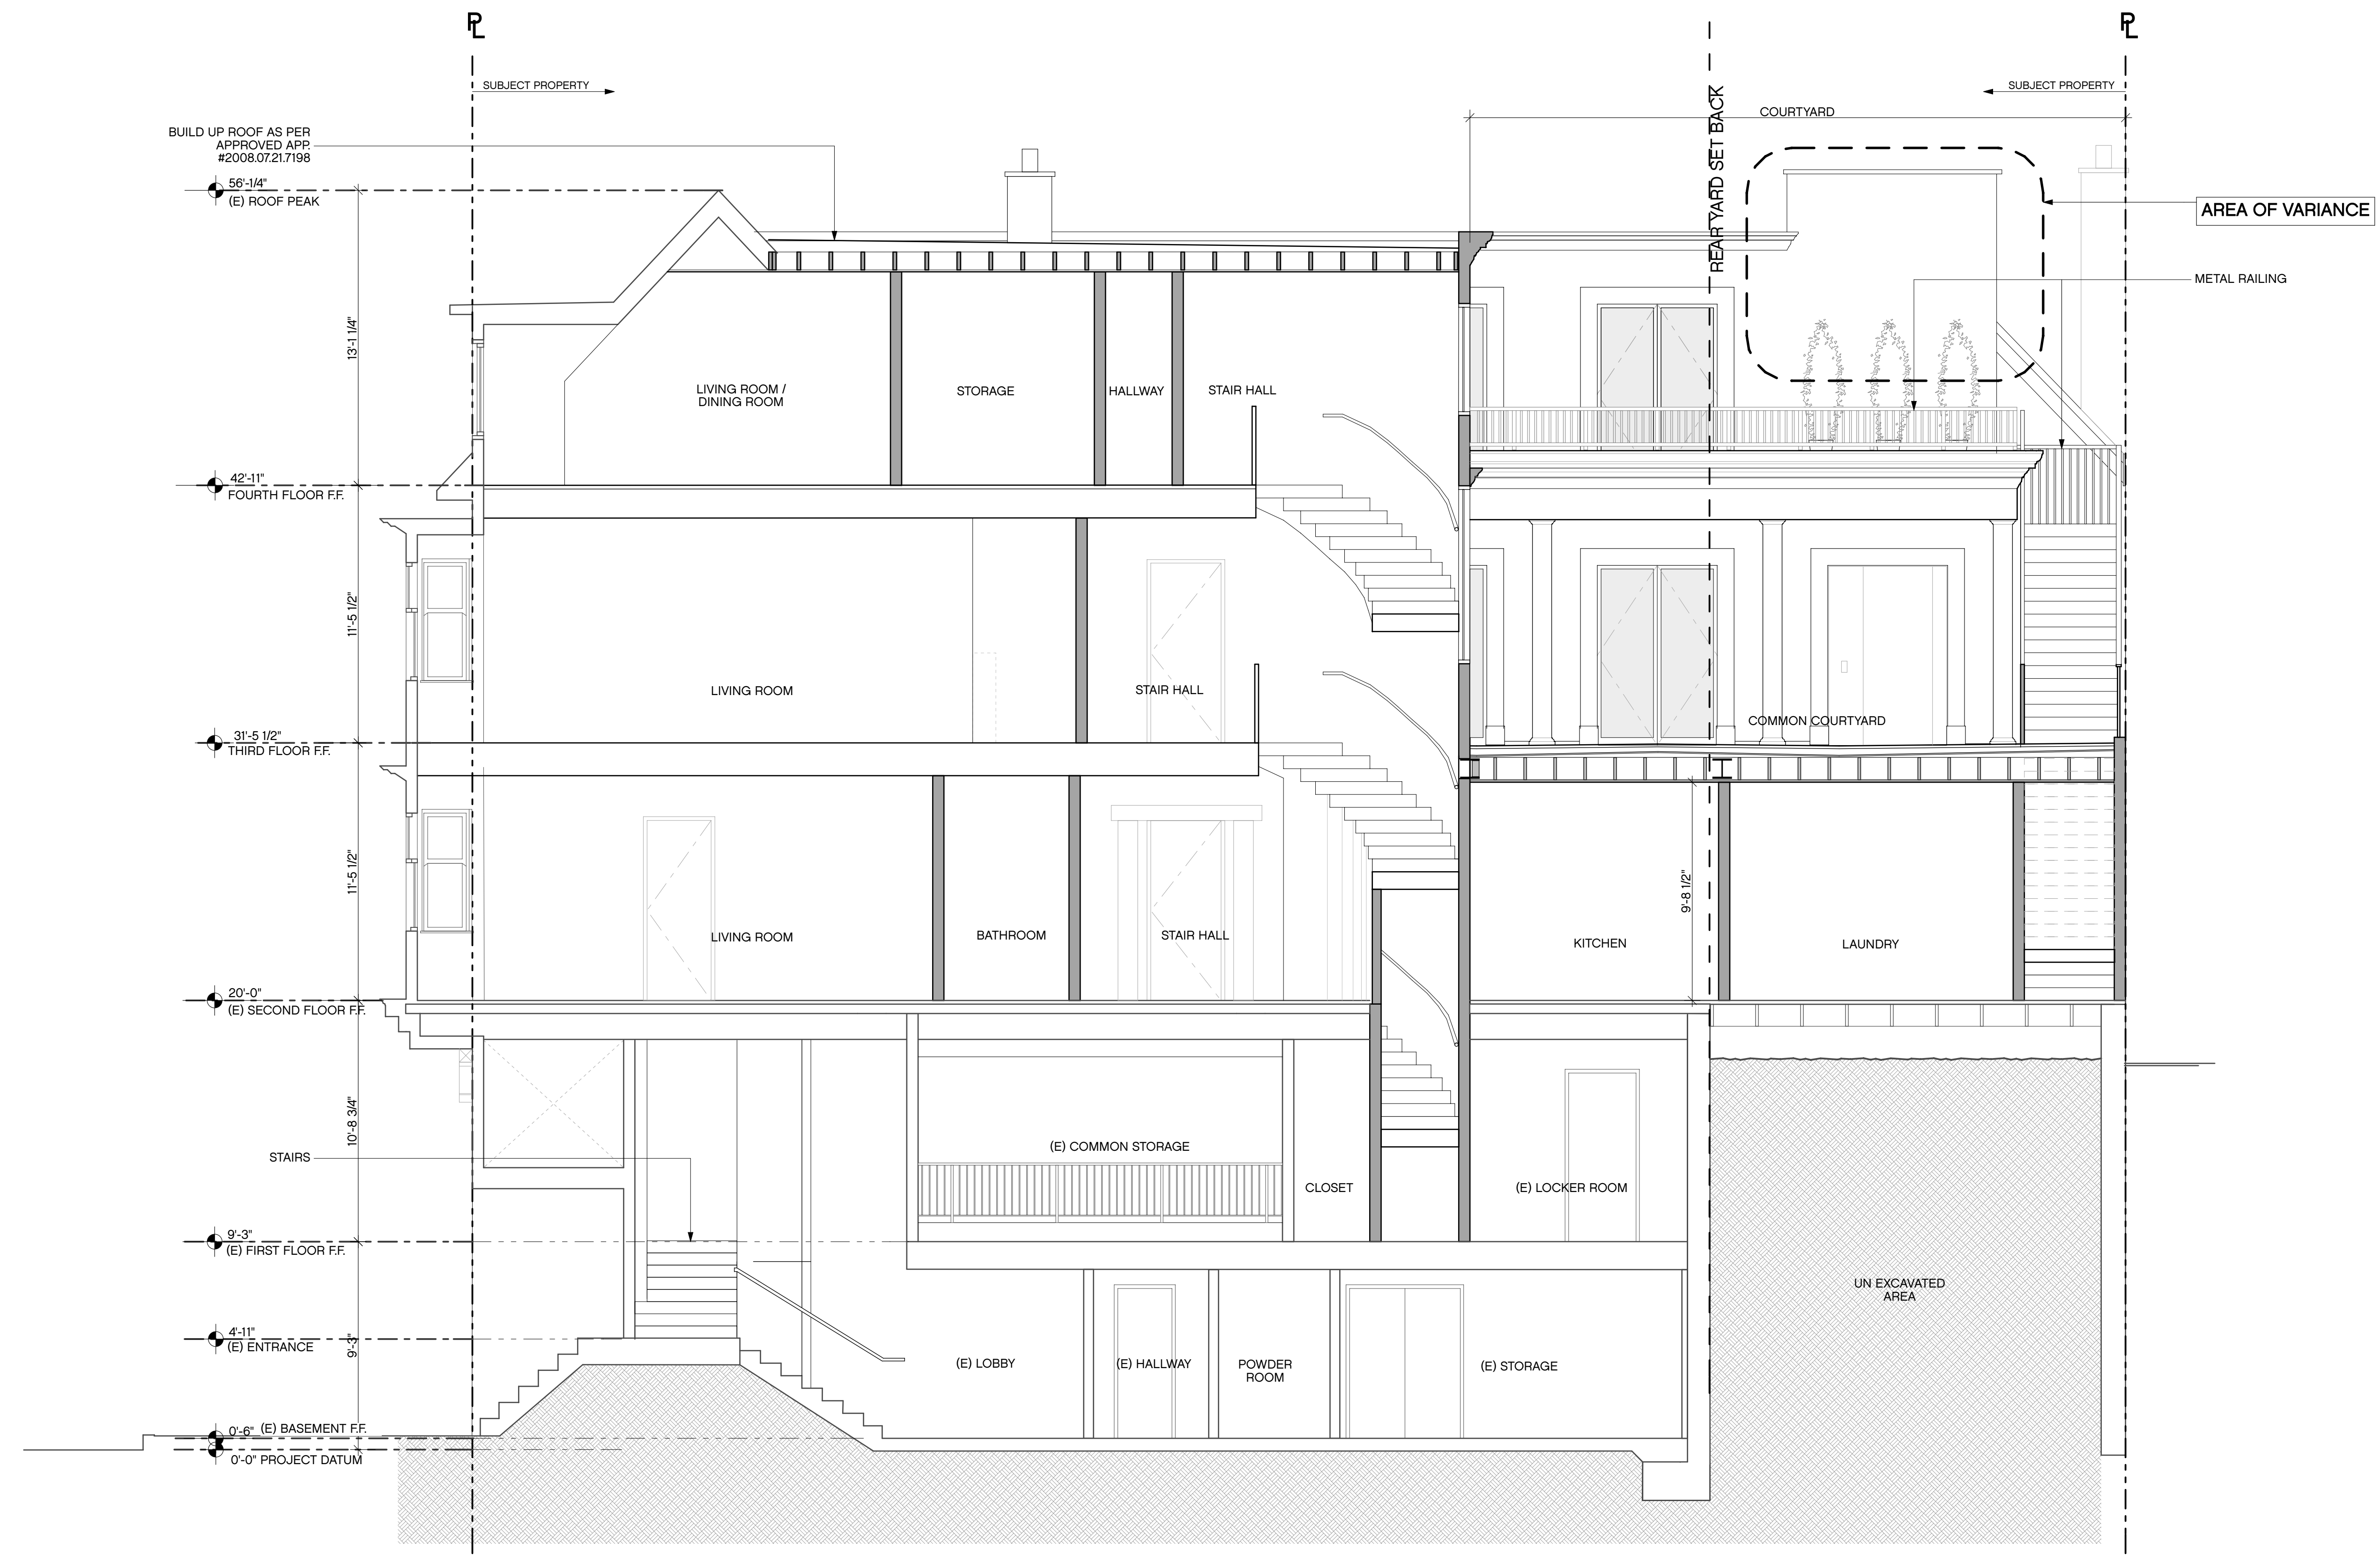 PL
PL
SUBJECT PROPERTY
SUBJECT PROPERTY
COURTYARD
REAR YARD SET BACK
BUILD UP ROOF AS PER
APPROVED APP.
#2008.07.21.7198
56'-1/4"
(E) ROOF PEAK
AREA OF VARIANCE
METAL RAILING
13'-1 1/4"
LIVING ROOM /
DINING ROOM
STORAGE
HALLWAY
STAIR HALL
42'-11"
FOURTH FLOOR F.F.
11'-5 1/2"
LIVING ROOM
STAIR HALL
COMMON COURTYARD
31'-5 1/2"
THIRD FLOOR F.F.
11'-5 1/2"
9'-8 1/2"
LIVING ROOM
BATHROOM
STAIR HALL
KITCHEN
LAUNDRY
20'-0"
(E) SECOND FLOOR F.F.
10'-8 3/4"
STAIRS
(E) COMMON STORAGE
CLOSET
(E) LOCKER ROOM
9'-3"
(E) FIRST FLOOR F.F.
UN EXCAVATED
AREA
4'-11"
(E) ENTRANCE
9'-3"
(E) LOBBY
(E) HALLWAY
POWDER
ROOM
(E) STORAGE
0'-6" (E) BASEMENT F.F.
0'-0" PROJECT DATUM